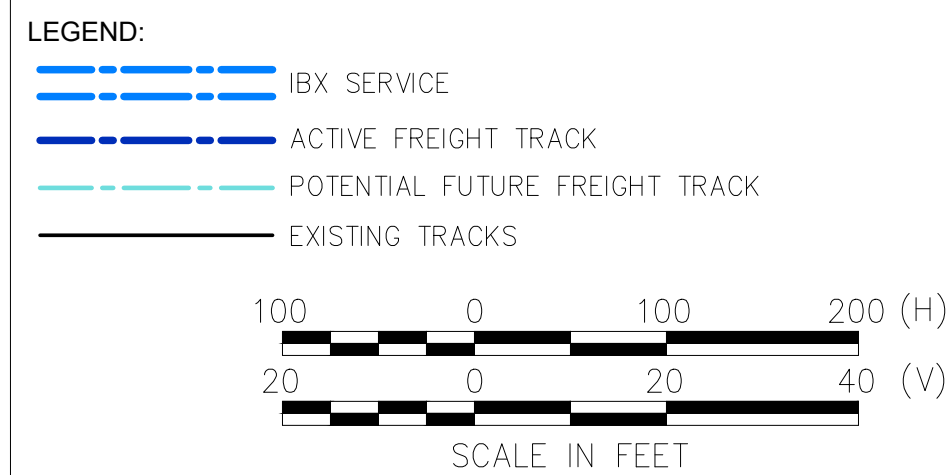 LEGEND:
IBX SERVICE
ACTIVE FREIGHT TRACK
POTENTIAL FUTURE FREIGHT TRACK
EXISTING TRACKS
100 0 100 200 (H)
20 0 20 40 (V)
SCALE IN FEET